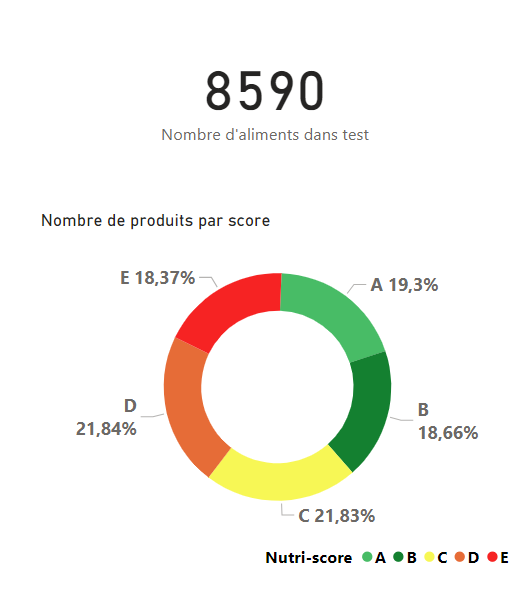 8590
Nombre d'aliments dans test
Nombre de produits par score
E 18,37%
A 19,3%
D
21,84%
B
18,66%
C 21,83%
Nutri-score A B C D E